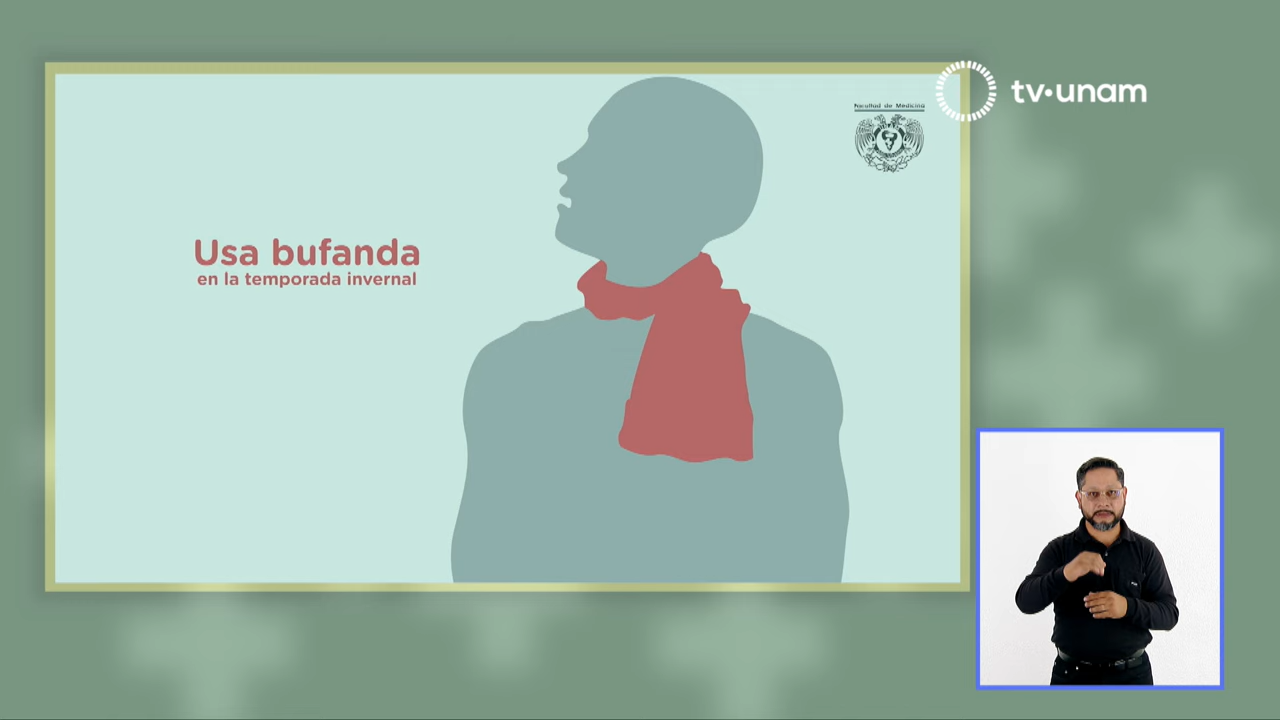 Facultad de Medicina
tv·unam
Usa bufanda
en la temporada invernal